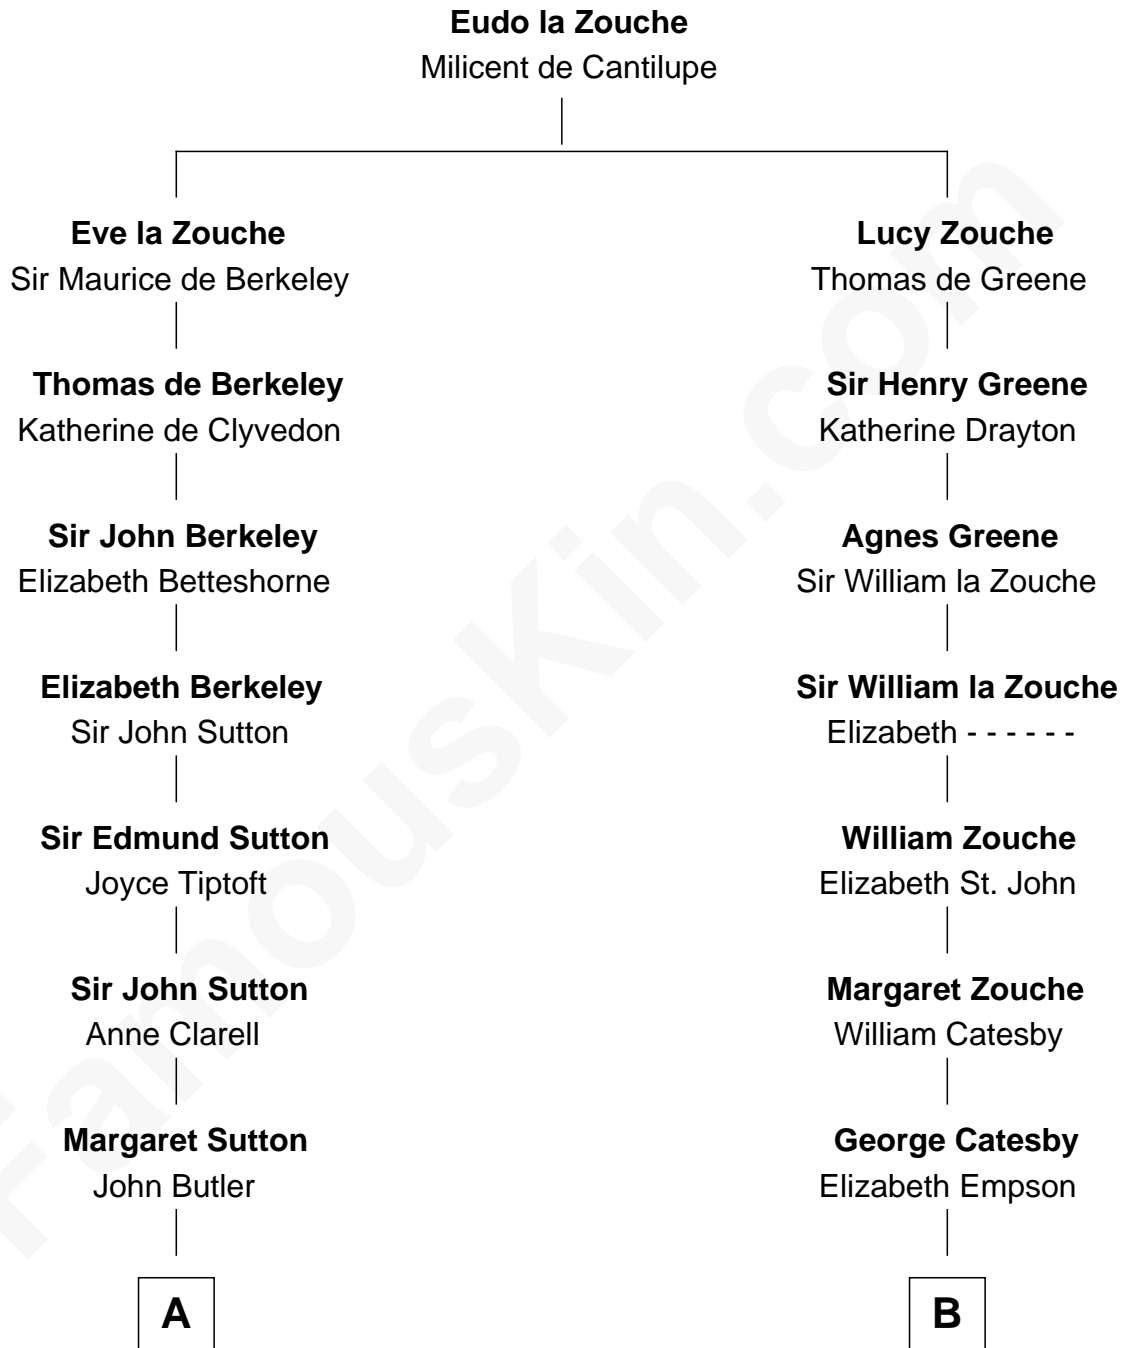 Eudo la Zouche
Milicent de Cantilupe
Eve la Zouche
Sir Maurice de Berkeley
Lucy Zouche
Thomas de Greene
Thomas de Berkeley
Katherine de Clyvedon
Sir Henry Greene
Katherine Drayton
Sir John Berkeley
Elizabeth Betteshorne
Agnes Greene
Sir William la Zouche
Elizabeth Berkeley
Sir John Sutton
Sir William la Zouche
Elizabeth - - - - - -
Sir Edmund Sutton
Joyce Tiptoft
William Zouche
Elizabeth St. John
Sir John Sutton
Anne Clarell
Margaret Zouche
William Catesby
Margaret Sutton
John Butler
George Catesby
Elizabeth Empson
A
B
FamousKin.com